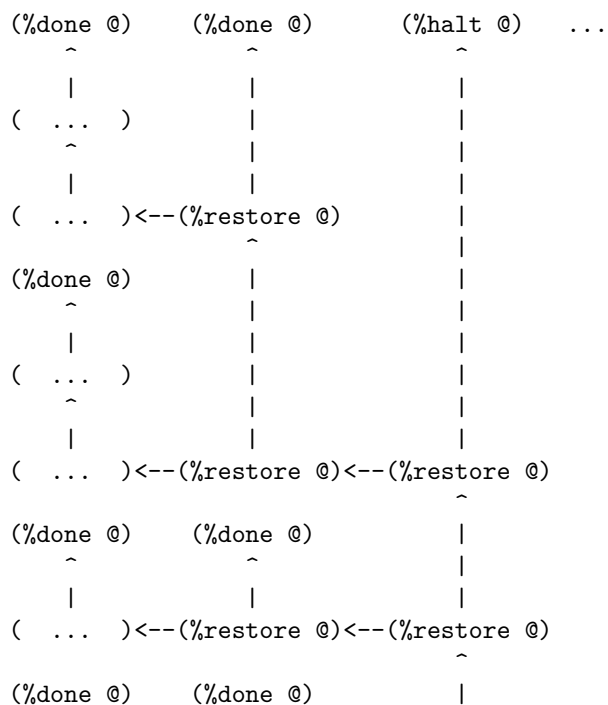 (%done @)    (%done @)      (%halt @)   ...
    ^            ^              ^
    |            |              |
(  ...  )        |              |
    ^            |              |
    |            |              |
(  ...  )<--(%restore @)        |
                 ^              |
(%done @)        |              |
    ^            |              |
    |            |              |
(  ...  )        |              |
    ^            |              |
    |            |              |
(  ...  )<--(%restore @)<--(%restore @)
                                ^
(%done @)    (%done @)          |
    ^            ^              |
    |            |              |
(  ...  )<--(%restore @)<--(%restore @)
                                ^
(%done @)    (%done @)          |